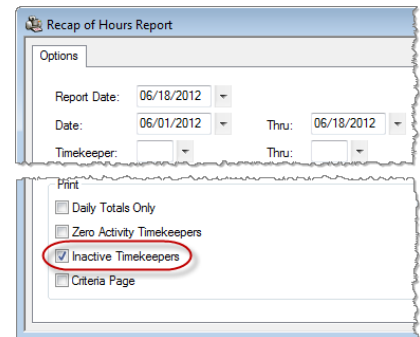 Recap of Hours Report
Options
Report Date: 06/18/2012
Date: 06/01/2012 Thru: 06/18/2012
Timekeeper: Thru:
Print
Daily Totals Only
Zero Activity Timekeepers
Inactive Timekeepers
Criteria Page